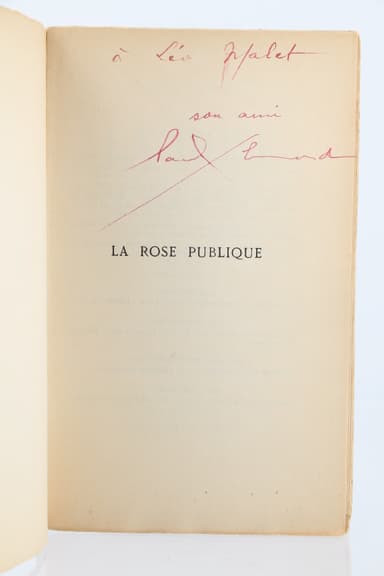 à Léo Malet
son ami
Paul Eluard
LA ROSE PUBLIQUE